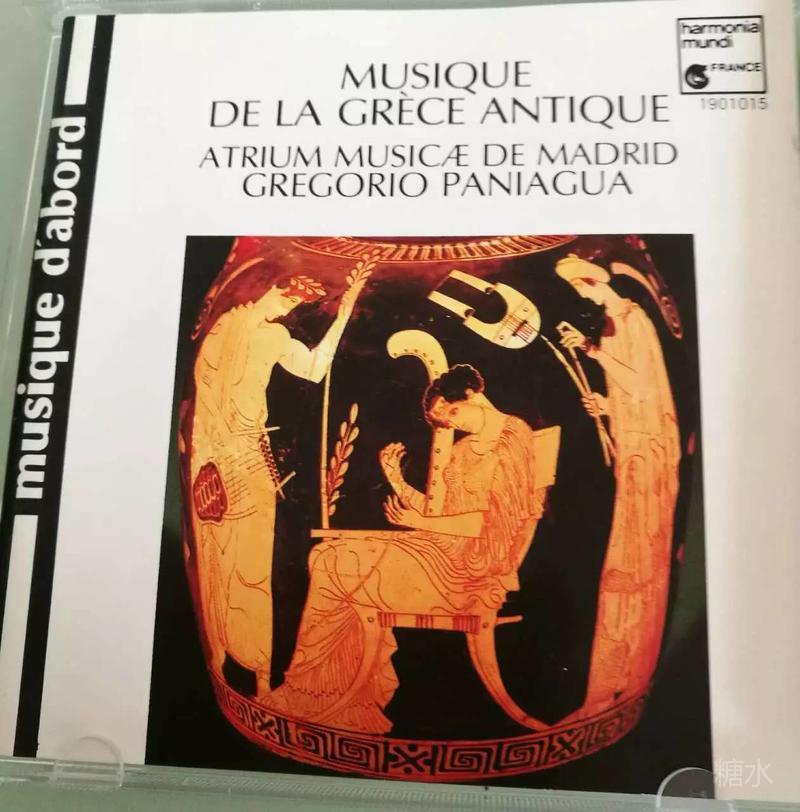 harmonia
mundi
FRANCE
1901015
MUSIQUE
DE LA GRÈCE ANTIQUE
ATRIUM MUSICÆ DE MADRID
GREGORIO PANIAGUA
musique d'abord
糖水